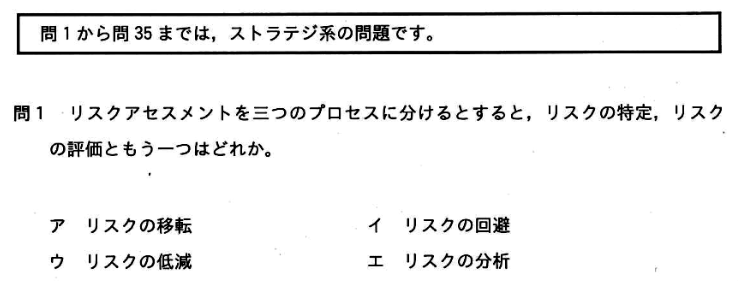 問1から問35までは，ストラテジ系の問題です。
問1　リスクアセスメントを三つのプロセスに分けるとすると，リスクの特定，リスク
の評価ともう一つはどれか。
ア　リスクの移転　イ　リスクの回避
ウ　リスクの低減　エ　リスクの分析